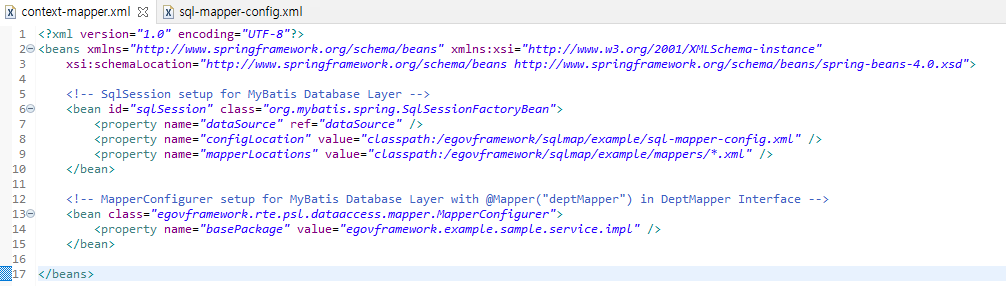 context-mapper.xml sql-mapper-config.xml
1 <?xml version="1.0" encoding="UTF-8"?>
2 <beans xmlns="http://www.springframework.org/schema/beans" xmlns:xsi="http://www.w3.org/2001/XMLSchema-instance"
3 xsi:schemaLocation="http://www.springframework.org/schema/beans http://www.springframework.org/schema/beans/spring-beans-4.0.xsd">
4
5 <!-- SqlSession setup for MyBatis Database Layer -->
6 <bean id="sqlSession" class="org.mybatis.spring.SqlSessionFactoryBean">
7 <property name="dataSource" ref="dataSource" />
8 <property name="configLocation" value="classpath:/egovframework/sqlmap/example/sql-mapper-config.xml" />
9 <property name="mapperLocations" value="classpath:/egovframework/sqlmap/example/mappers/*.xml" />
10 </bean>
11
12 <!-- MapperConfigurer setup for MyBatis Database Layer with @Mapper("deptMapper") in DeptMapper Interface -->
13 <bean class="egovframework.rte.psl.dataaccess.mapper.MapperConfigurer">
14 <property name="basePackage" value="egovframework.example.sample.service.impl" />
15 </bean>
16
17 </beans>